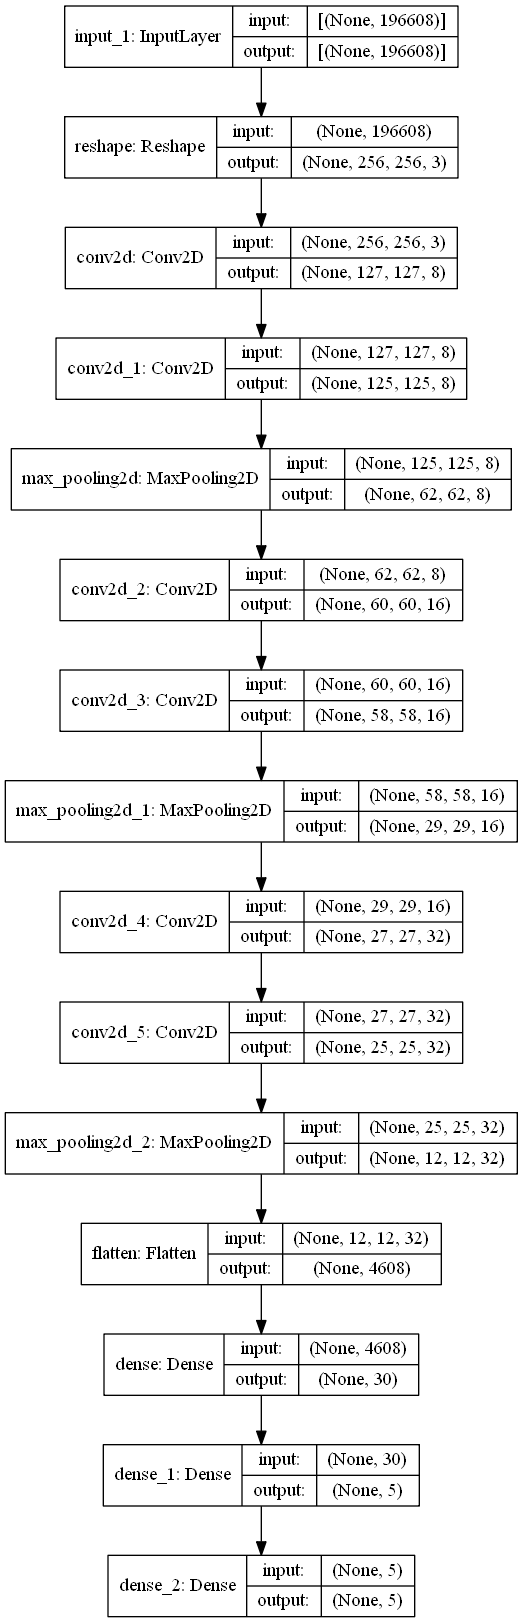 input_1: InputLayer
input:
[(None, 196608)]
output:
[(None, 196608)]
reshape: Reshape
input:
(None, 196608)
output:
(None, 256, 256, 3)
conv2d: Conv2D
input:
(None, 256, 256, 3)
output:
(None, 127, 127, 8)
conv2d_1: Conv2D
input:
(None, 127, 127, 8)
output:
(None, 125, 125, 8)
max_pooling2d: MaxPooling2D
input:
(None, 125, 125, 8)
output:
(None, 62, 62, 8)
conv2d_2: Conv2D
input:
(None, 62, 62, 8)
output:
(None, 60, 60, 16)
conv2d_3: Conv2D
input:
(None, 60, 60, 16)
output:
(None, 58, 58, 16)
max_pooling2d_1: MaxPooling2D
input:
(None, 58, 58, 16)
output:
(None, 29, 29, 16)
conv2d_4: Conv2D
input:
(None, 29, 29, 16)
output:
(None, 27, 27, 32)
conv2d_5: Conv2D
input:
(None, 27, 27, 32)
output:
(None, 25, 25, 32)
max_pooling2d_2: MaxPooling2D
input:
(None, 25, 25, 32)
output:
(None, 12, 12, 32)
flatten: Flatten
input:
(None, 12, 12, 32)
output:
(None, 4608)
dense: Dense
input:
(None, 4608)
output:
(None, 30)
dense_1: Dense
input:
(None, 30)
output:
(None, 5)
dense_2: Dense
input:
(None, 5)
output:
(None, 5)